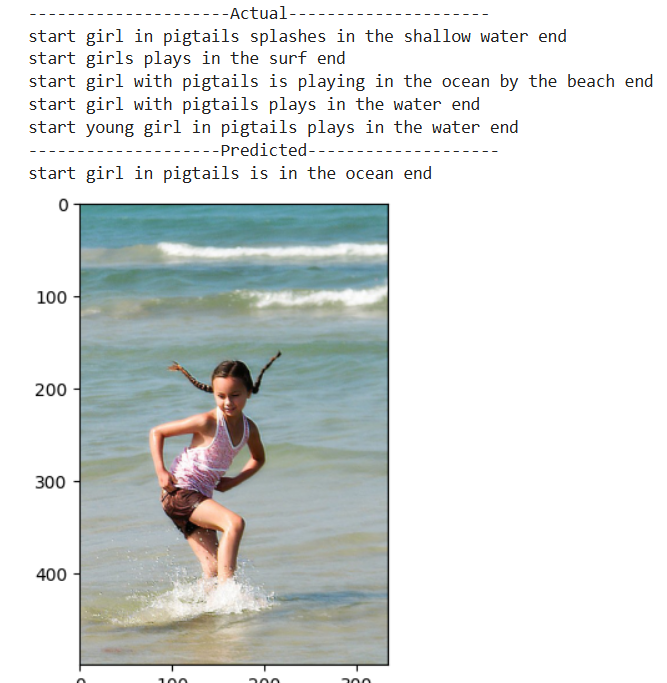 ---------------------Actual---------------------
start girl in pigtails splashes in the shallow water end
start girls plays in the surf end
start girl with pigtails is playing in the ocean by the beach end
start girl with pigtails plays in the water end
start young girl in pigtails plays in the water end
--------------------Predicted--------------------
start girl in pigtails is in the ocean end
0
100
200
300
400
0 100 200 300